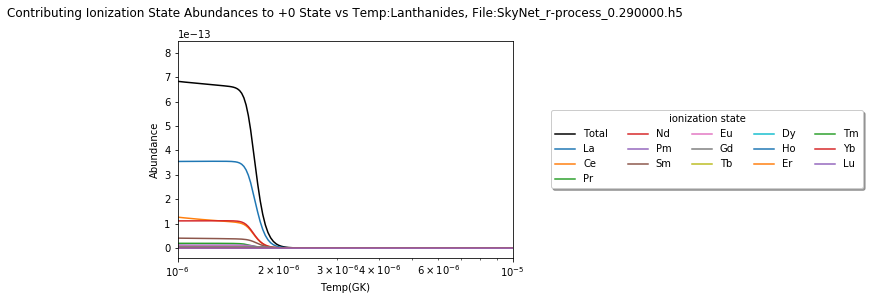 Contributing Ionization State Abundances to +0 State vs Temp:Lanthanides, File:SkyNet_r-process_0.290000.h5
1e−13
8
7
6
5
4
3
2
1
0
Abundance
10⁻⁶
2 × 10⁻⁶
3 × 10⁻⁶
4 × 10⁻⁶
6 × 10⁻⁶
10⁻⁵
Temp(GK)
ionization state
Total Nd Eu Dy Tm
La Pm Gd Ho Yb
Ce Sm Tb Er Lu
Pr